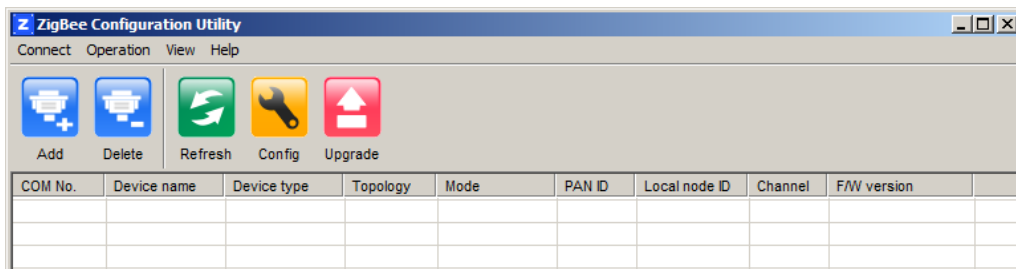 Z ZigBee Configuration Utility
Connect Operation View Help
Add Delete Refresh Config Upgrade
COM No. Device name Device type Topology Mode PAN ID Local node ID Channel F/W version